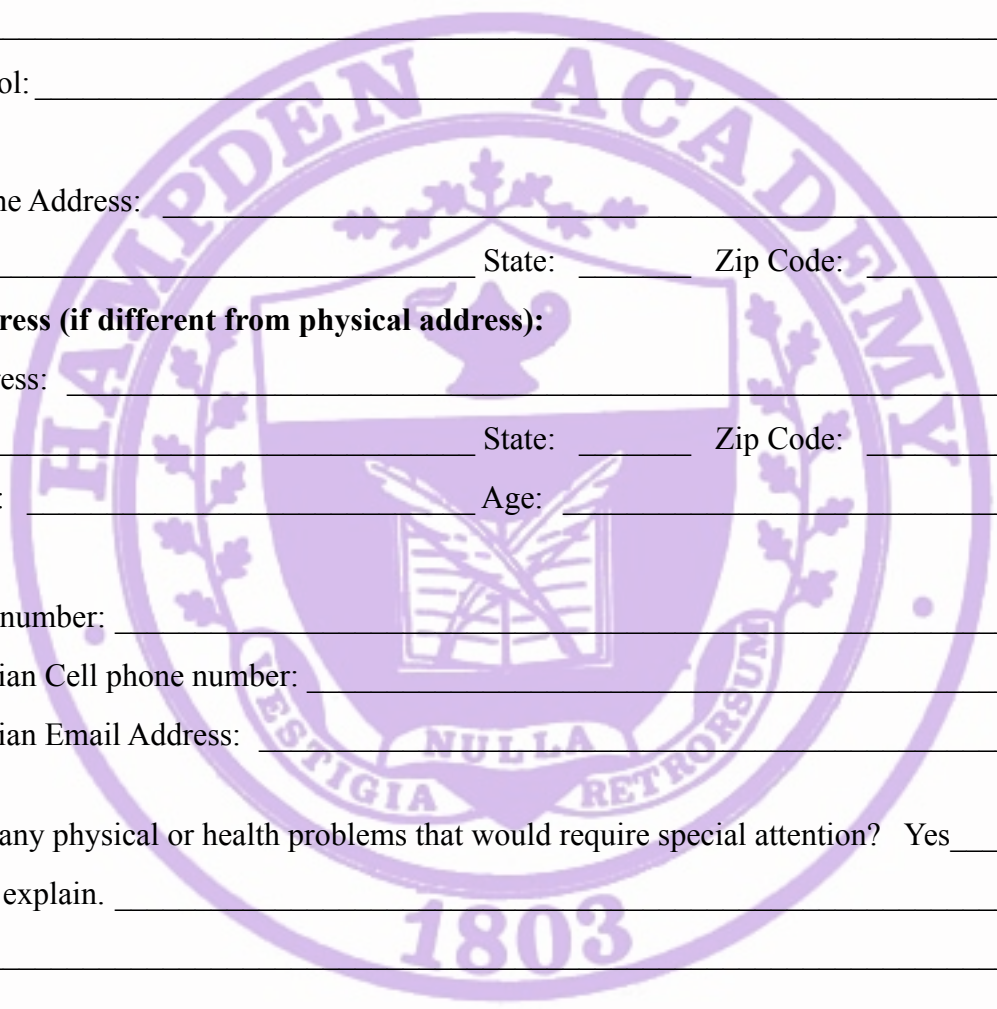 ol:
ne Address:
State: Zip Code:
ress (if different from physical address):
ress:
State: Zip Code:
: Age:
number:
ian Cell phone number:
ian Email Address:
any physical or health problems that would require special attention? Yes
explain.
HAMPDEN ACADEMY
VESTIGIA NULLA RETRORSUM
1803